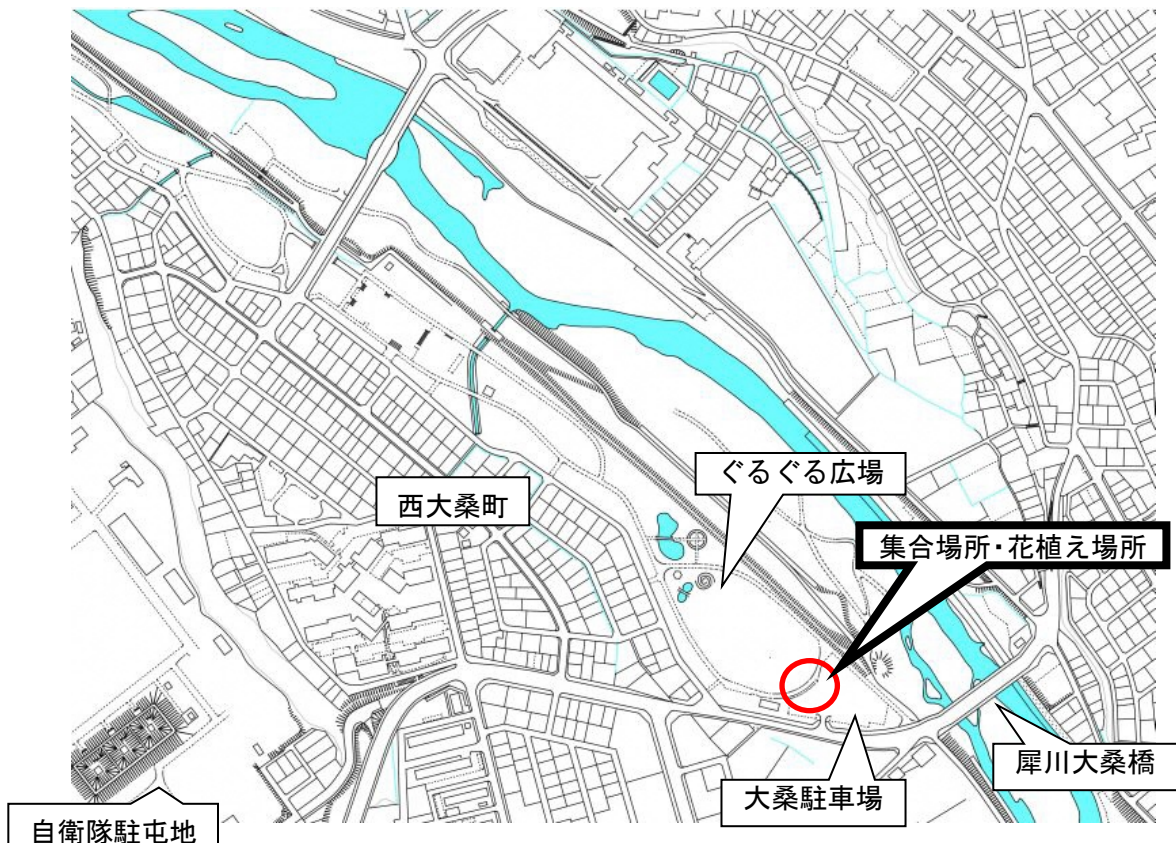 ぐるぐる広場
西大桑町
集合場所・花植え場所
犀川大桑橋
大桑駐車場
自衛隊駐屯地